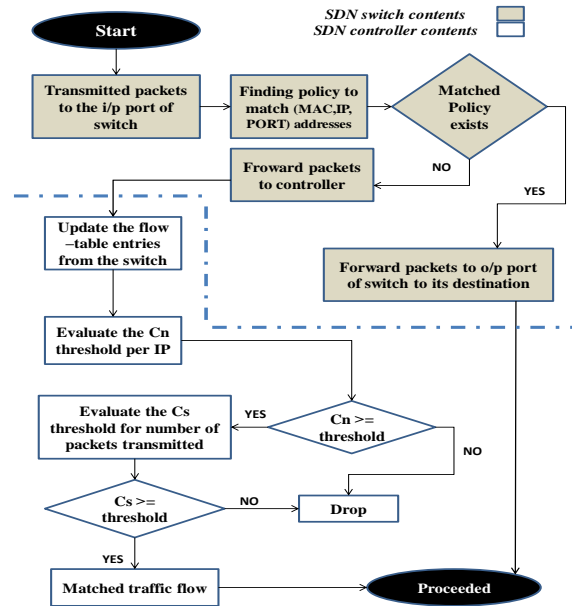 SDN switch contents
SDN controller contents
Start
Transmitted packets
to the i/p port of
switch
Finding policy to
match (MAC,IP,
PORT) addresses
Matched
Policy
exists
NO
YES
Froward packets
to controller
Update the flow
–table entries
from the switch
Forward packets to o/p port
of switch to its destination
Evaluate the Cn
threshold per IP
Evaluate the Cs
threshold for number of
packets transmitted
YES
Cn >=
threshold
NO
Cs >=
threshold
NO
Drop
YES
Matched traffic flow
Proceeded